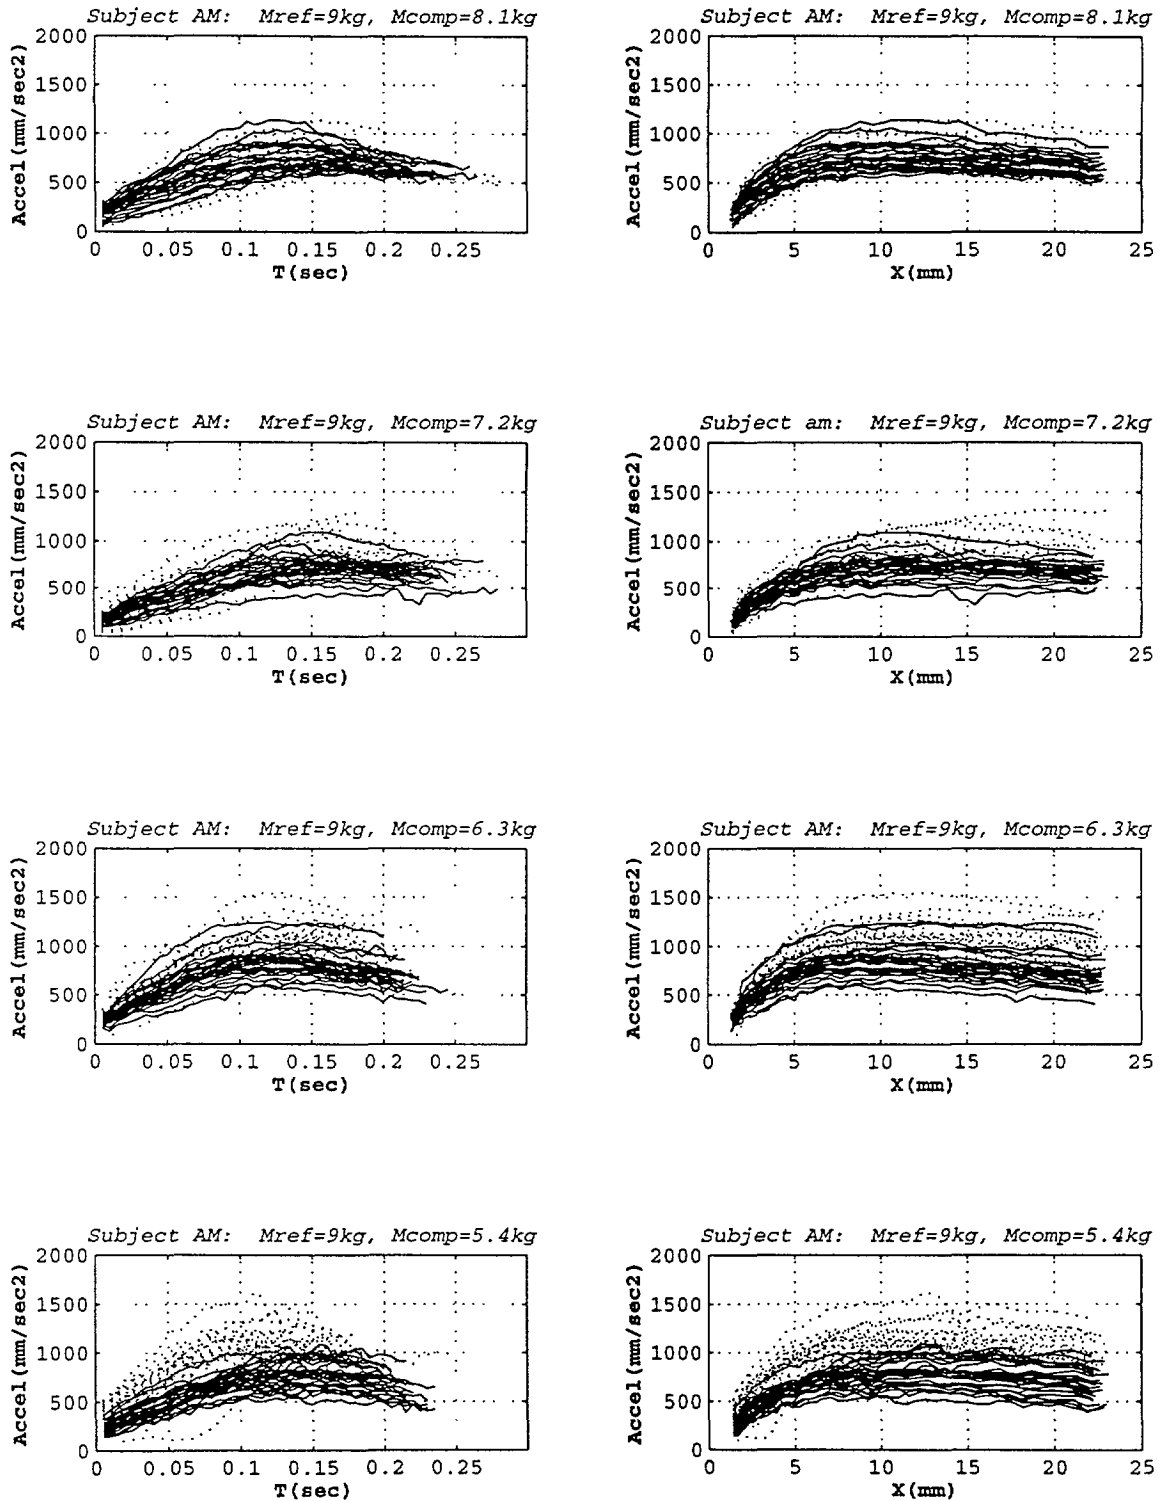 Subject AM:  Mref=9kg, Mcomp=8.1kg
Accel(mm/sec2)
2000
1500
1000
500
0
0 0.05 0.1 0.15 0.2 0.25
T(sec)
Subject AM:  Mref=9kg, Mcomp=8.1kg
Accel(mm/sec2)
2000
1500
1000
500
0
0 5 10 15 20 25
X(mm)
Subject AM:  Mref=9kg, Mcomp=7.2kg
Accel(mm/sec2)
2000
1500
1000
500
0
0 0.05 0.1 0.15 0.2 0.25
T(sec)
Subject am:  Mref=9kg, Mcomp=7.2kg
Accel(mm/sec2)
2000
1500
1000
500
0
0 5 10 15 20 25
X(mm)
Subject AM:  Mref=9kg, Mcomp=6.3kg
Accel(mm/sec2)
2000
1500
1000
500
0
0 0.05 0.1 0.15 0.2 0.25
T(sec)
Subject AM:  Mref=9kg, Mcomp=6.3kg
Accel(mm/sec2)
2000
1500
1000
500
0
0 5 10 15 20 25
X(mm)
Subject AM:  Mref=9kg, Mcomp=5.4kg
Accel(mm/sec2)
2000
1500
1000
500
0
0 0.05 0.1 0.15 0.2 0.25
T(sec)
Subject AM:  Mref=9kg, Mcomp=5.4kg
Accel(mm/sec2)
2000
1500
1000
500
0
0 5 10 15 20 25
X(mm)